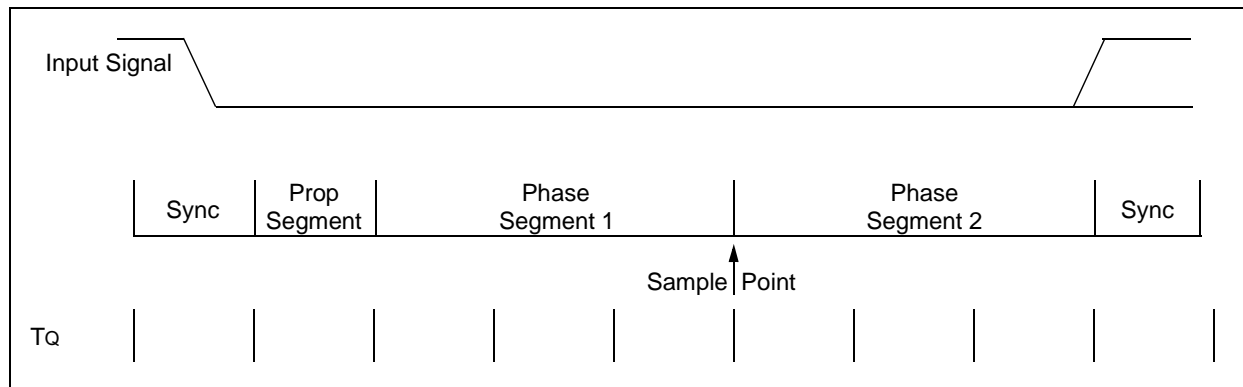 Input Signal
Sync
Prop
Segment
Phase
Segment 1
Phase
Segment 2
Sync
Sample Point
TQ